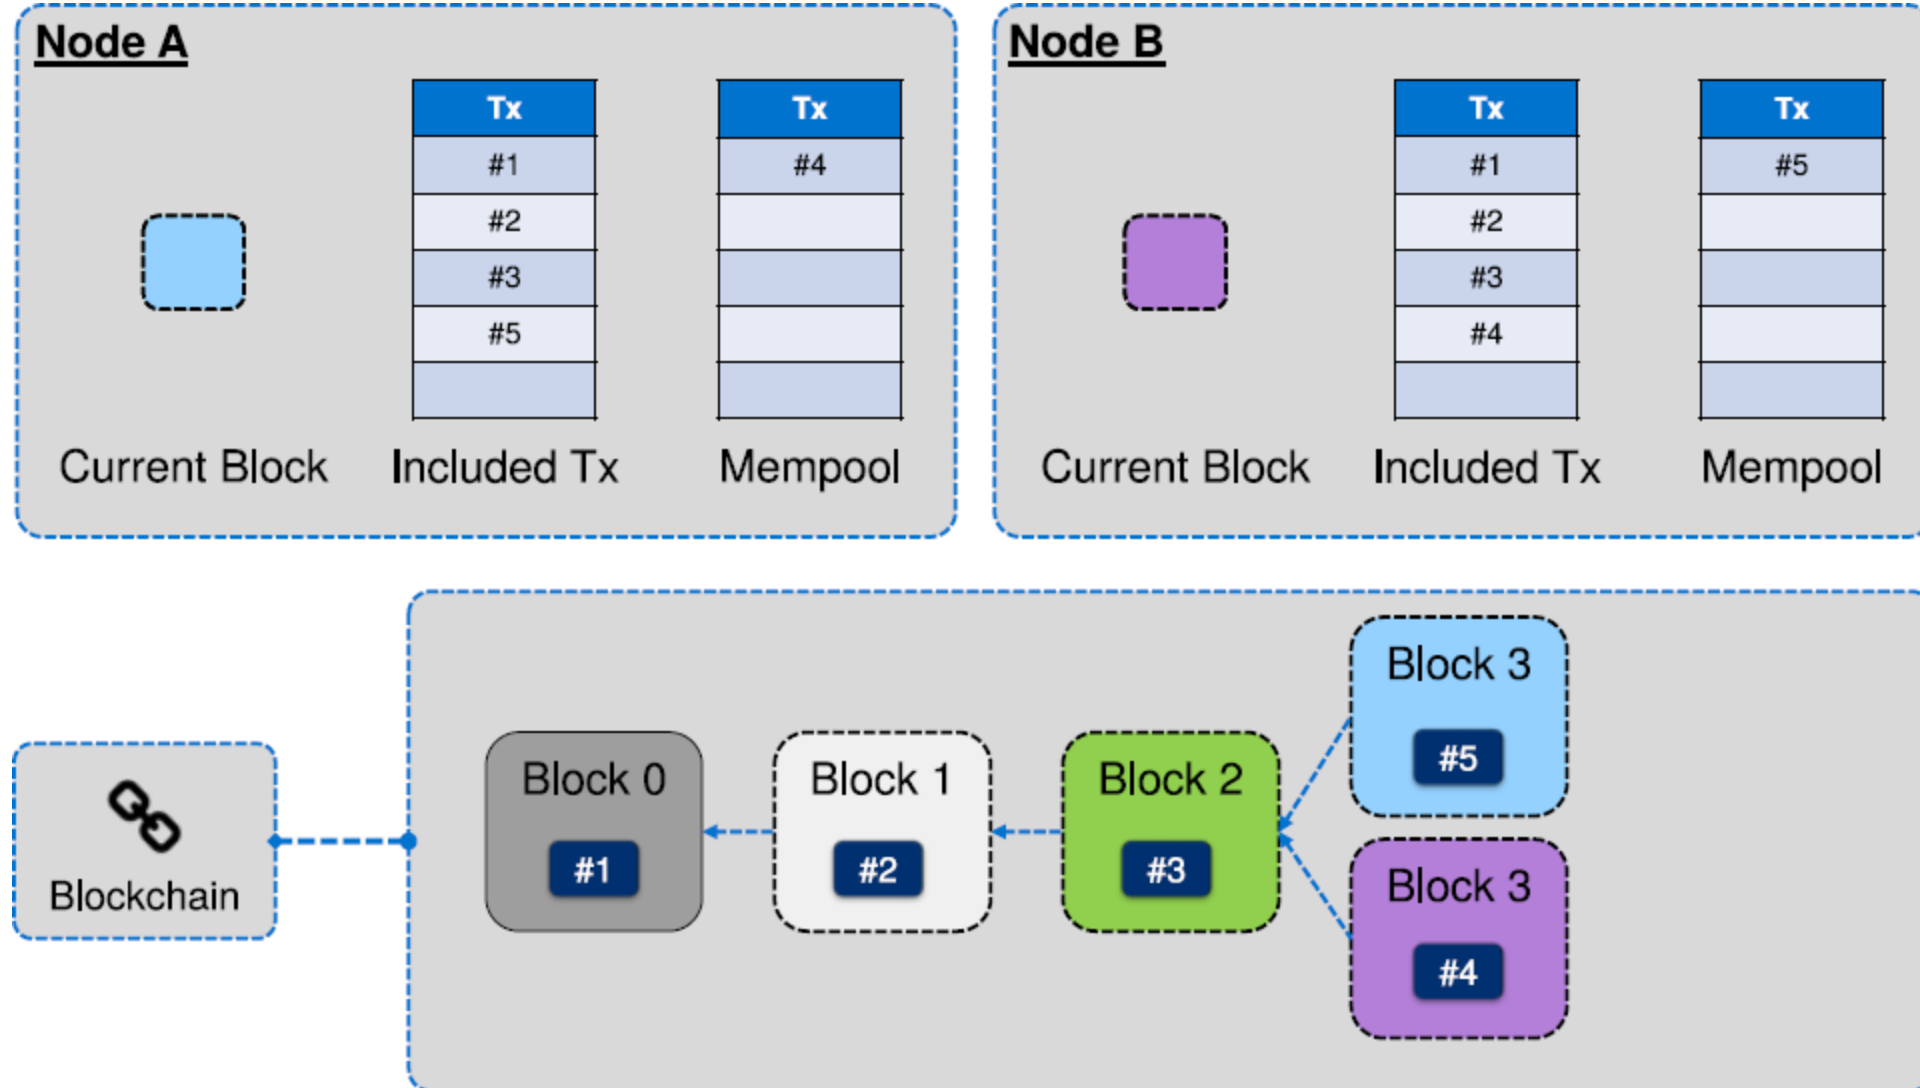 Node A
Tx
#1
#2
#3
#5
Tx
#4
Current Block
Included Tx
Mempool
Node B
Tx
#1
#2
#3
#4
Tx
#5
Current Block
Included Tx
Mempool
Blockchain
Block 0
#1
Block 1
#2
Block 2
#3
Block 3
#5
Block 3
#4